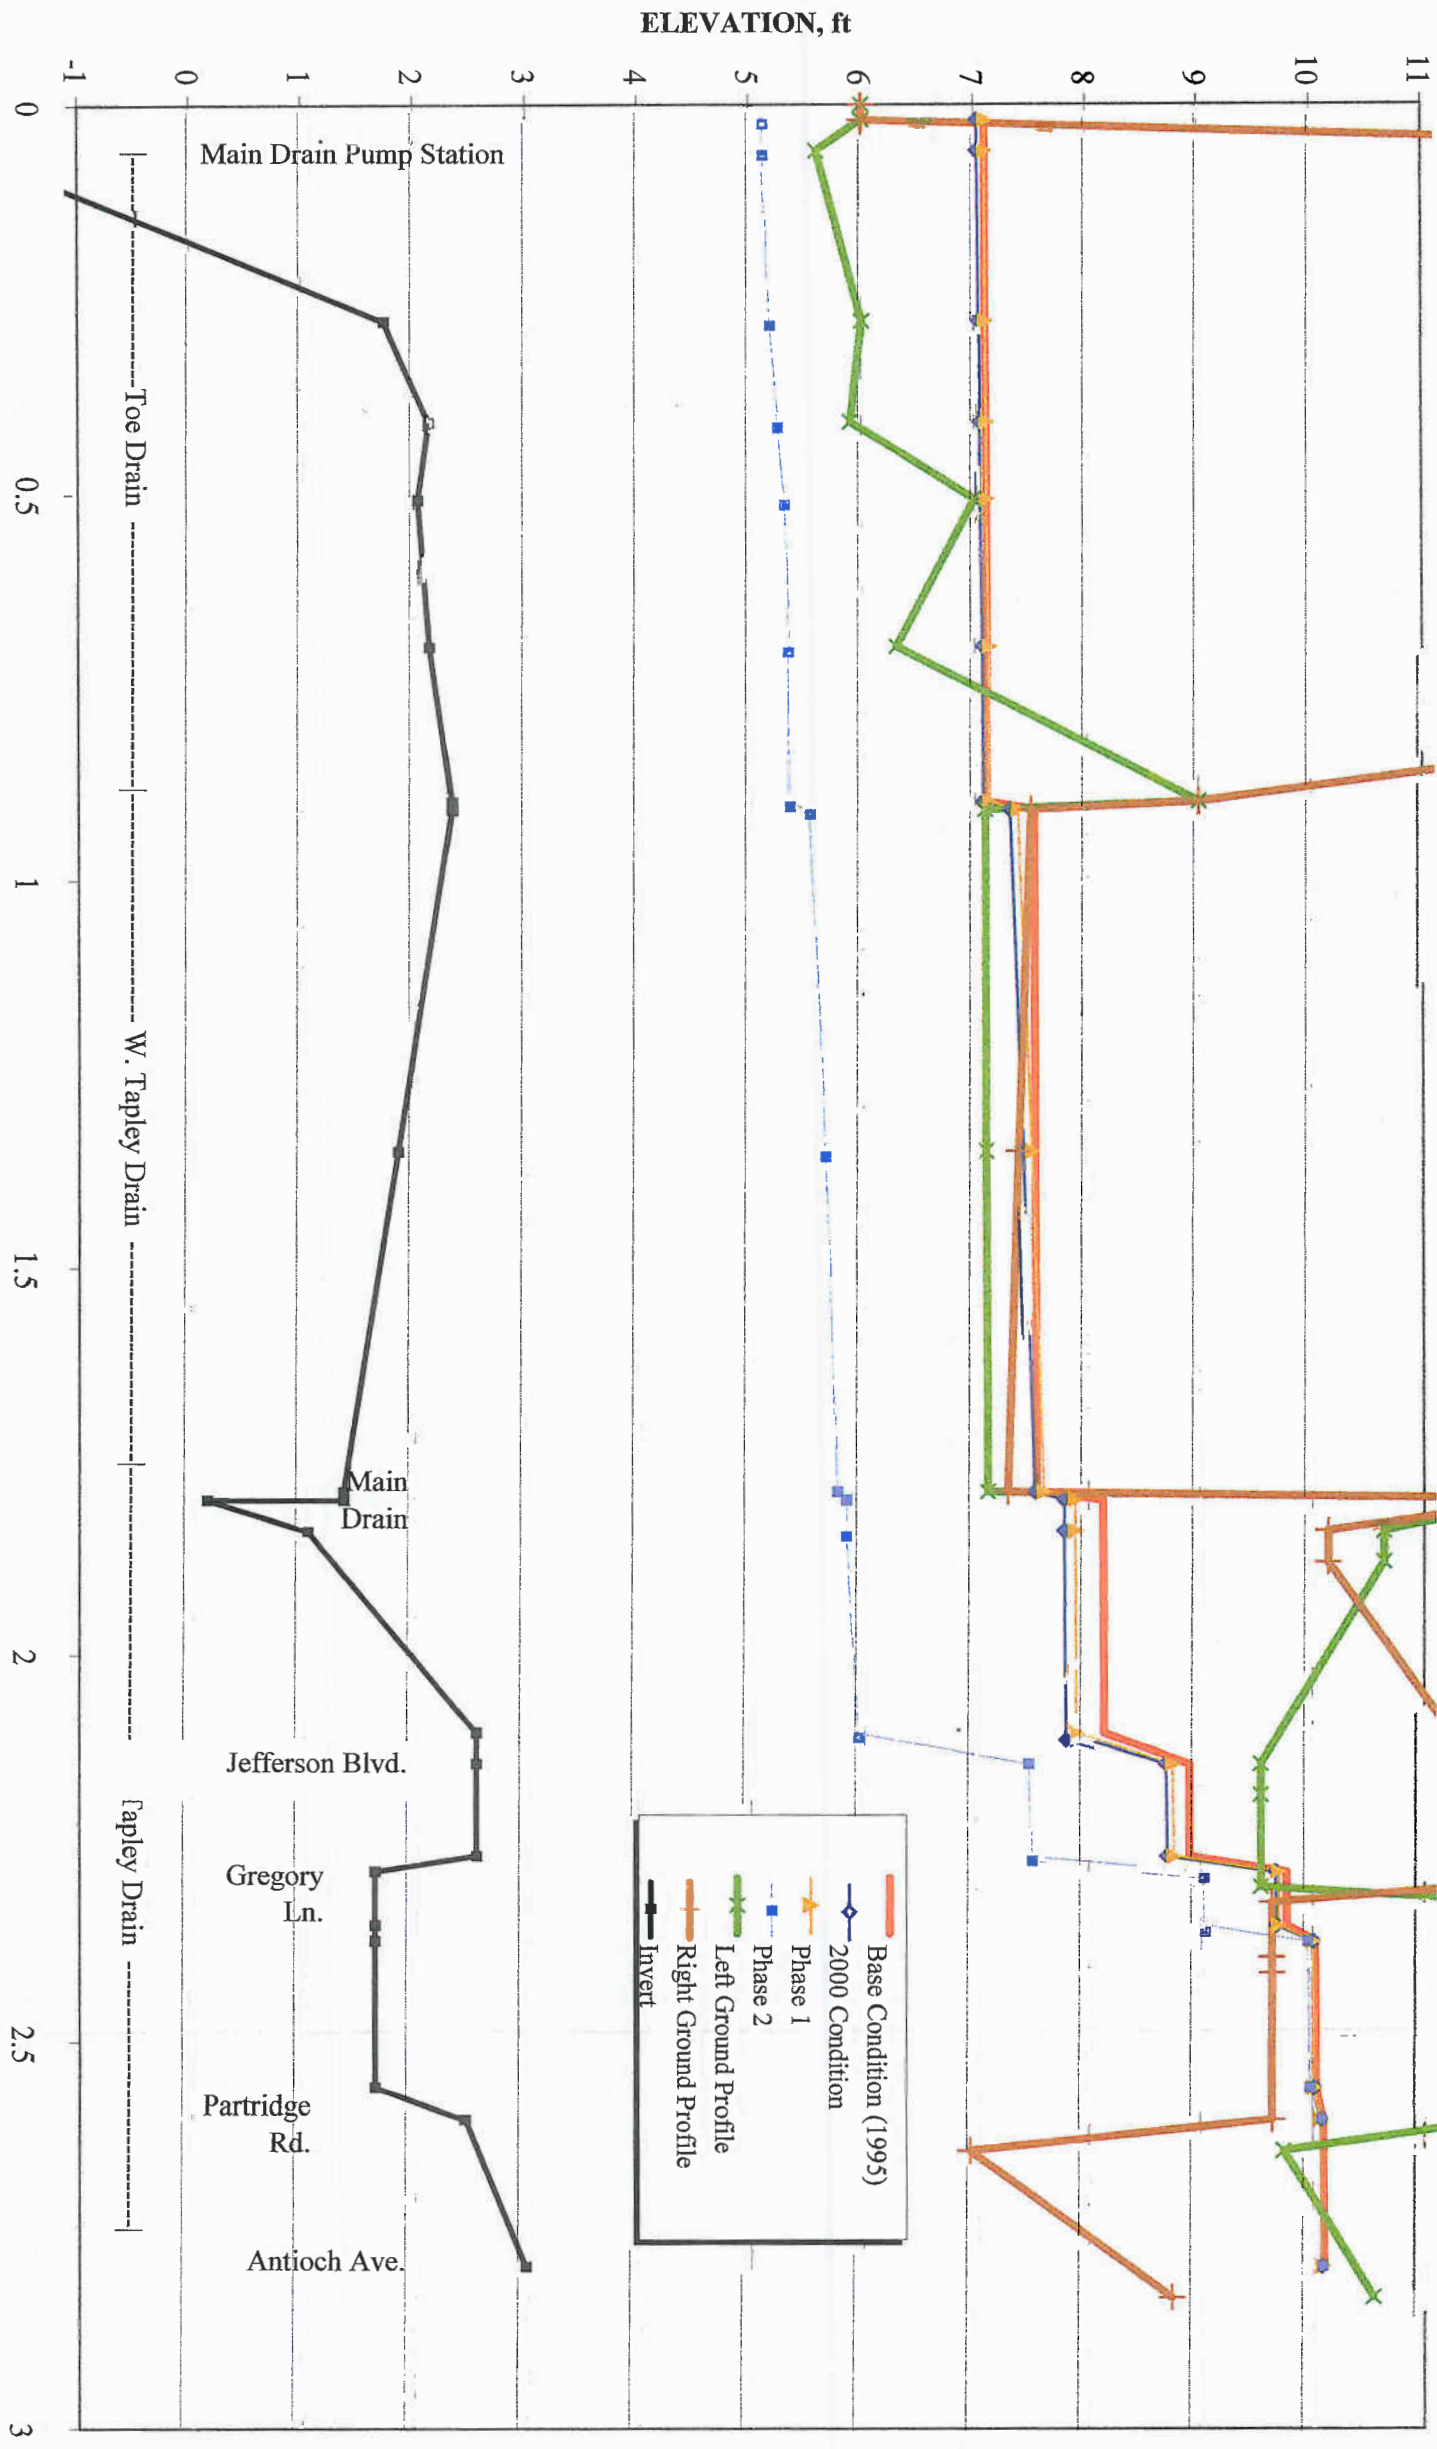 ELEVATION, ft
-1
0
1
2
3
4
5
6
7
8
9
10
11
0
0.5
1
1.5
2
2.5
3
Main Drain Pump Station
Toe Drain
W. Tapley Drain
Main
Drain
Jefferson Blvd.
Tapley Drain
Gregory
Ln.
Partridge
Rd.
Antioch Ave.
Base Condition (1995)
2000 Condition
Phase 1
Phase 2
Left Ground Profile
Right Ground Profile
Invert